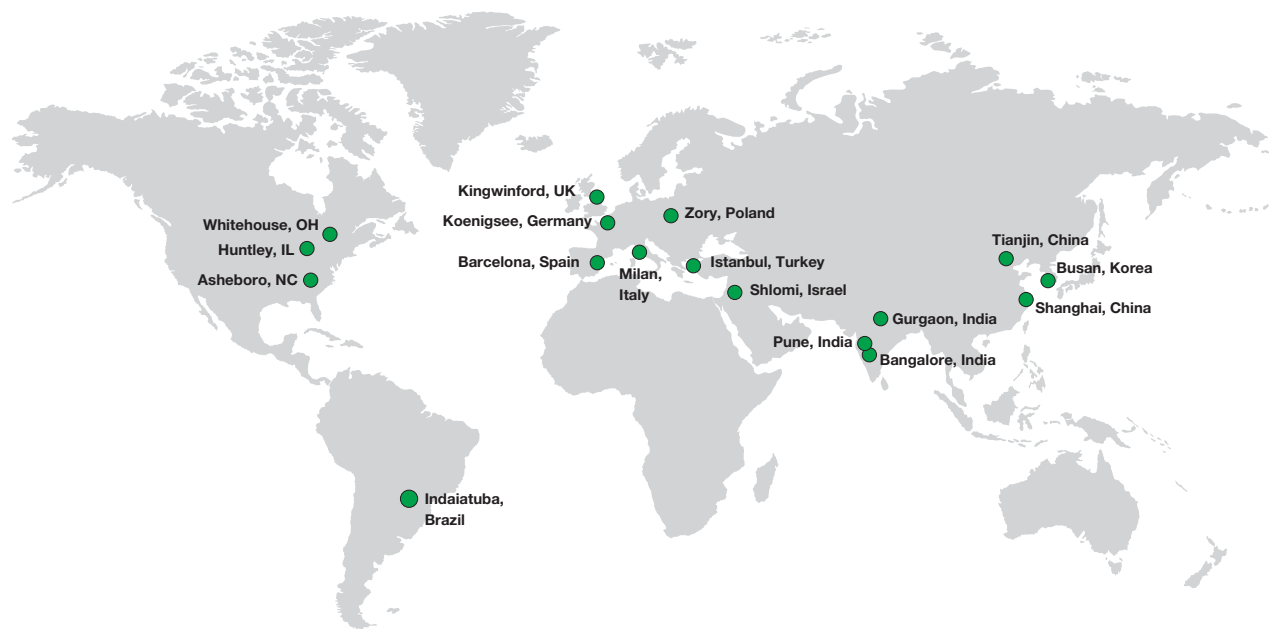 Whitehouse, OH
Huntley, IL
Asheboro, NC
Kingwinford, UK
Koenigsee, Germany
Barcelona, Spain
Milan,
Italy
Zory, Poland
Istanbul, Turkey
Shlomi, Israel
Gurgaon, India
Pune, India
Bangalore, India
Tianjin, China
Busan, Korea
Shanghai, China
Indaiatuba,
Brazil